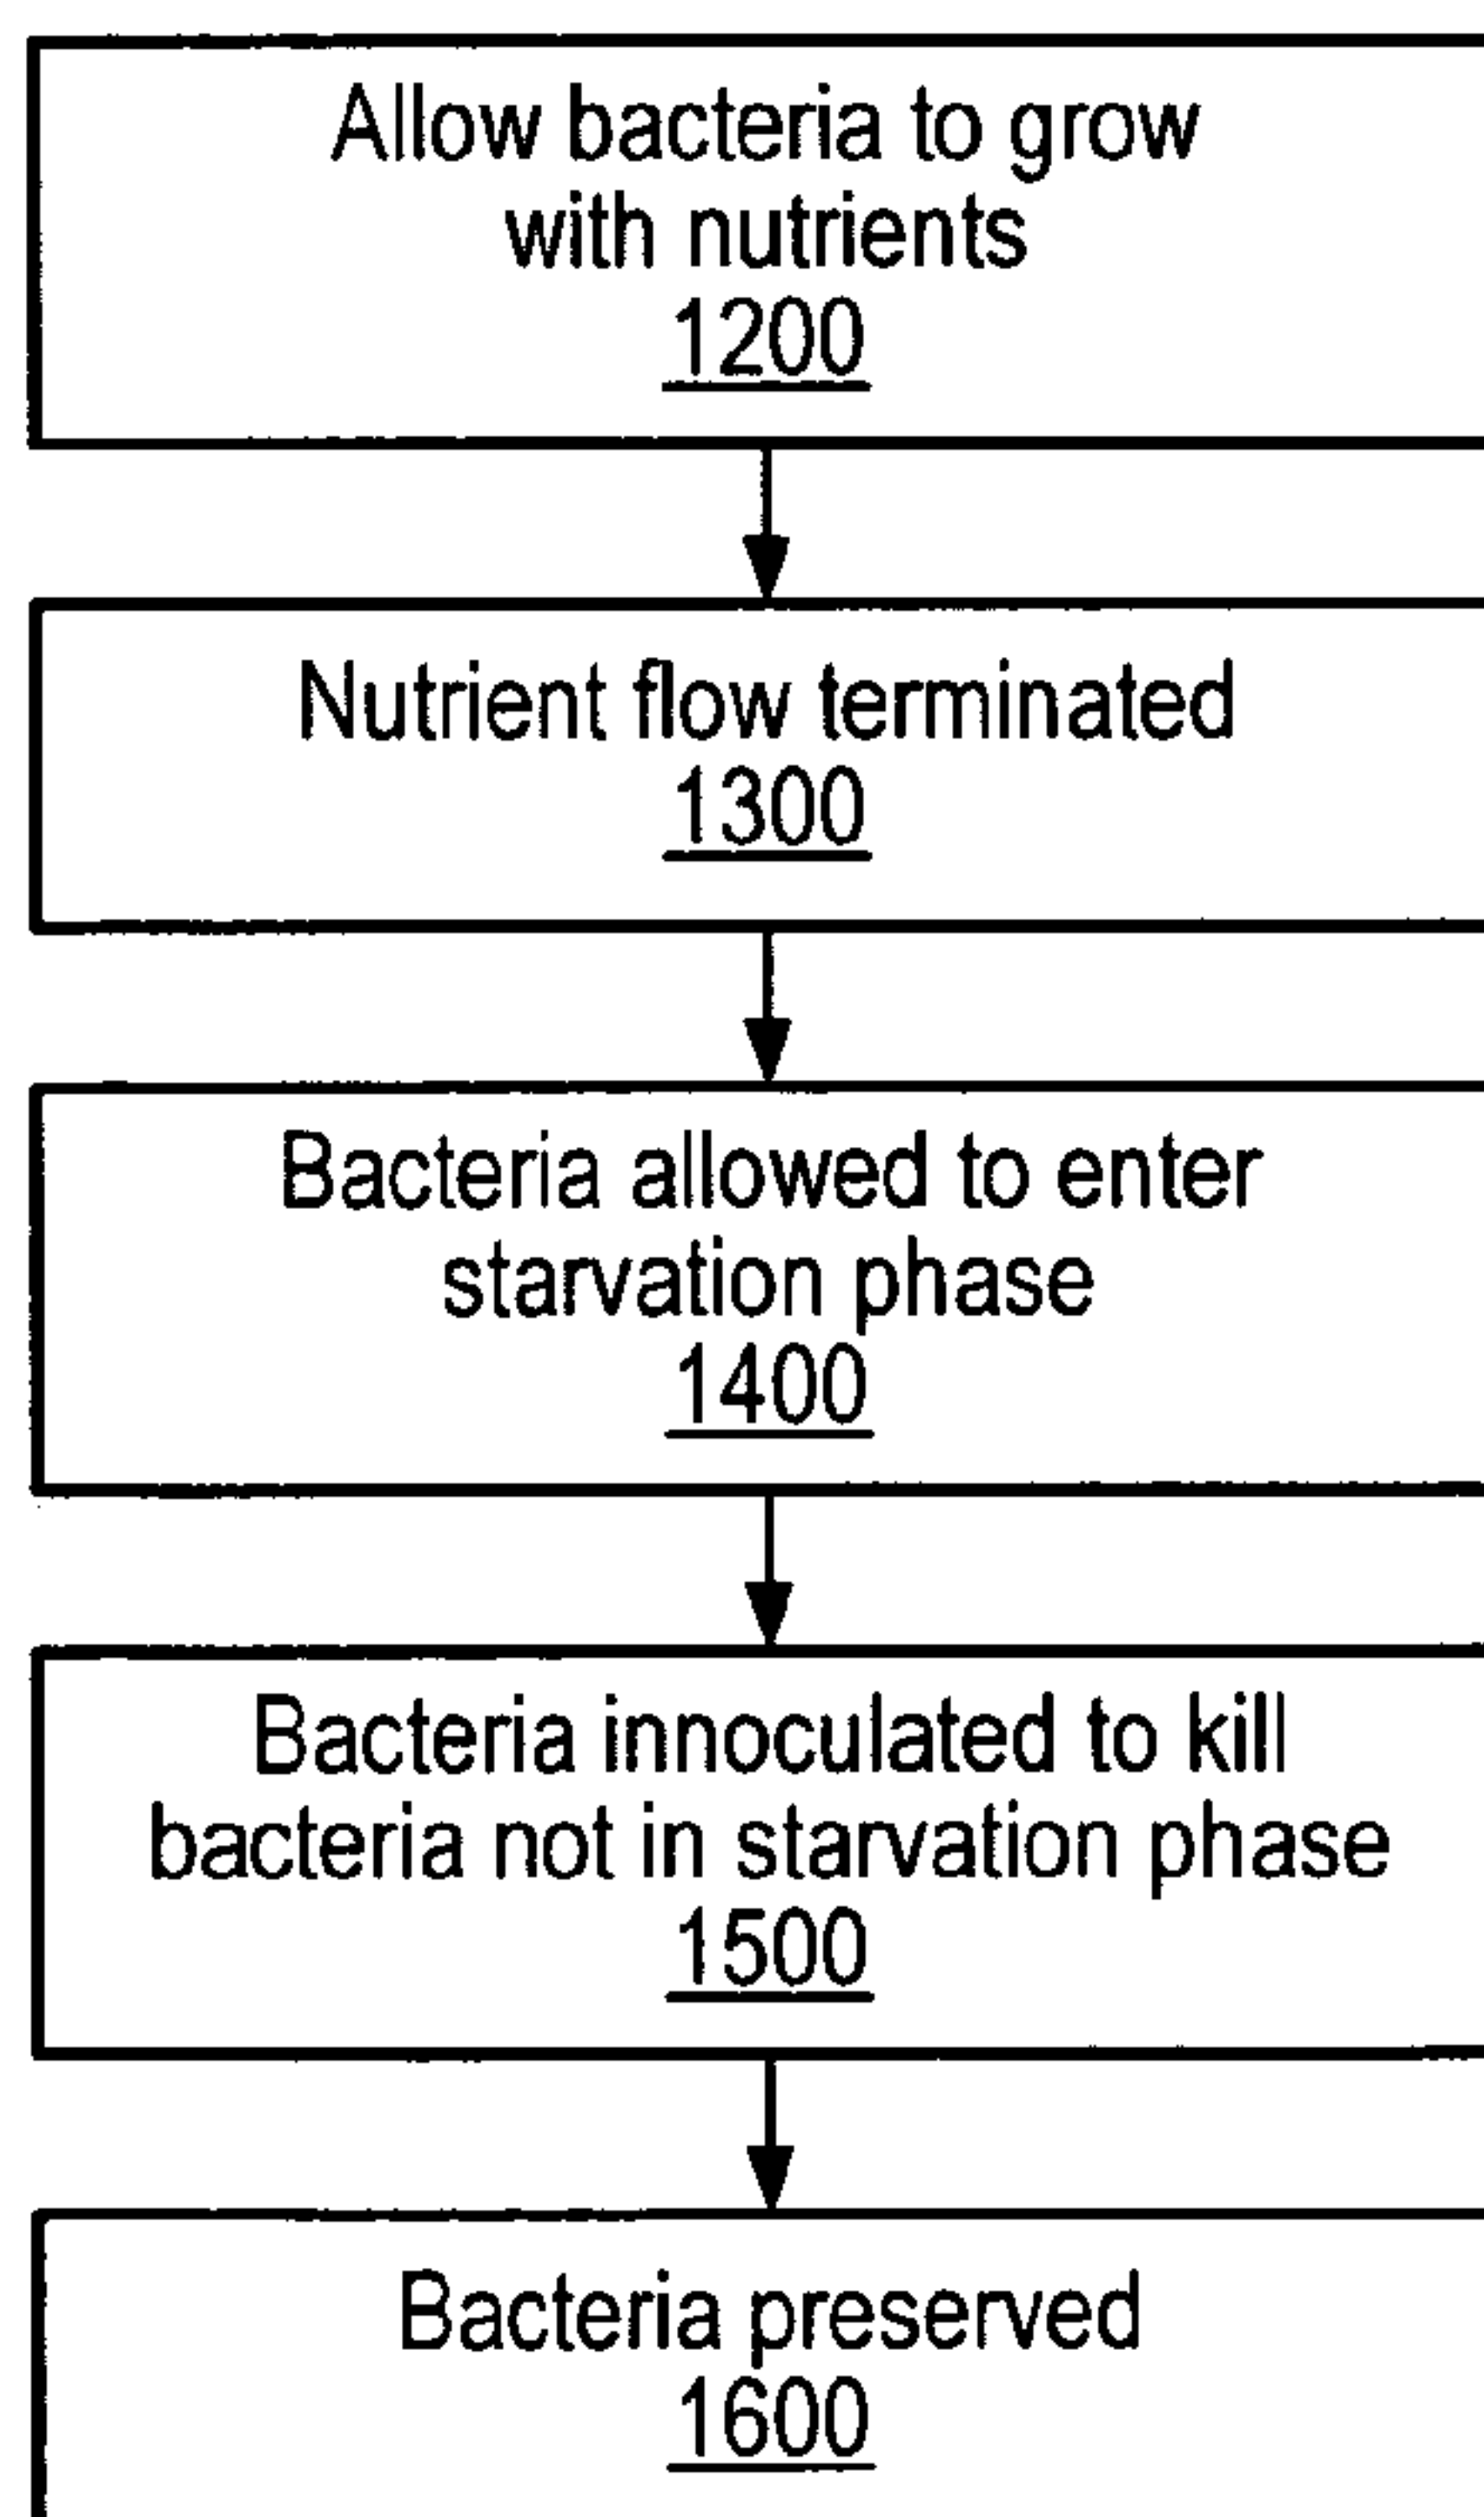 Allow bacteria to grow
with nutrients
1200
Nutrient flow terminated
1300
Bacteria allowed to enter
starvation phase
1400
Bacteria innoculated to kill
bacteria not in starvation phase
1500
Bacteria preserved
1600